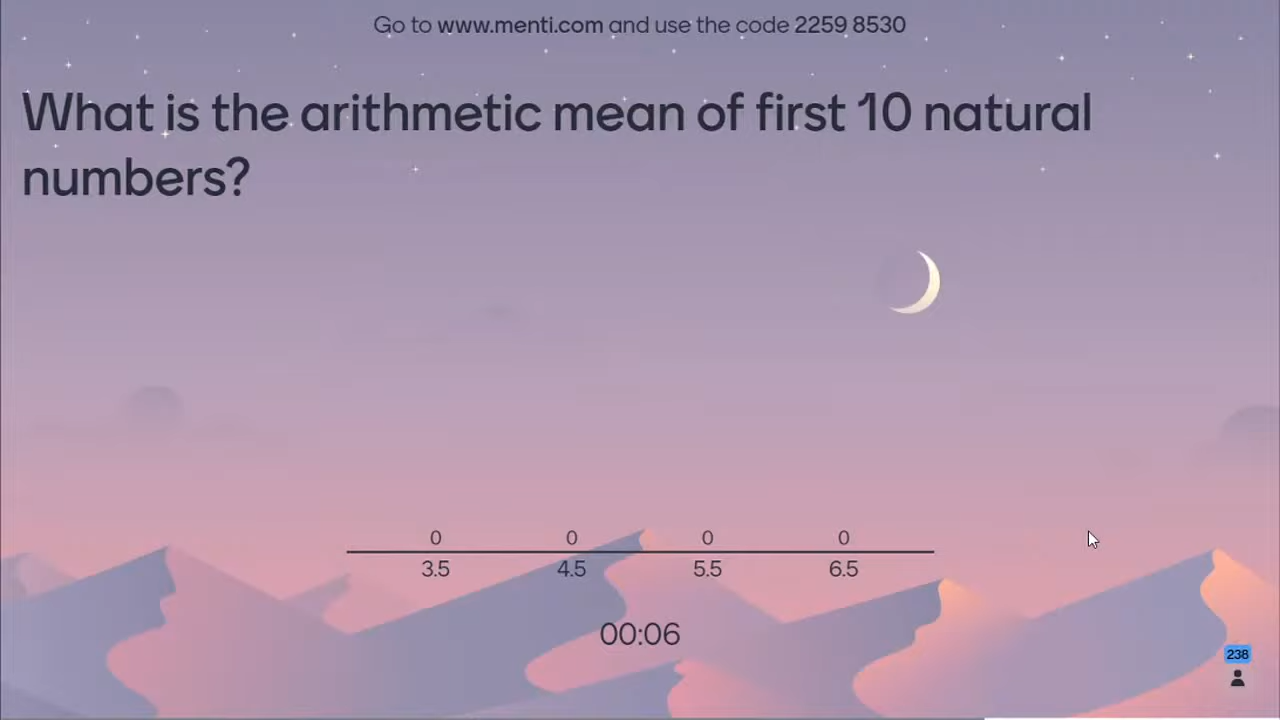 Go to www.menti.com and use the code 2259 8530
What is the arithmetic mean of first 10 natural
numbers?
0 0 0 0
3.5 4.5 5.5 6.5
00:06
238